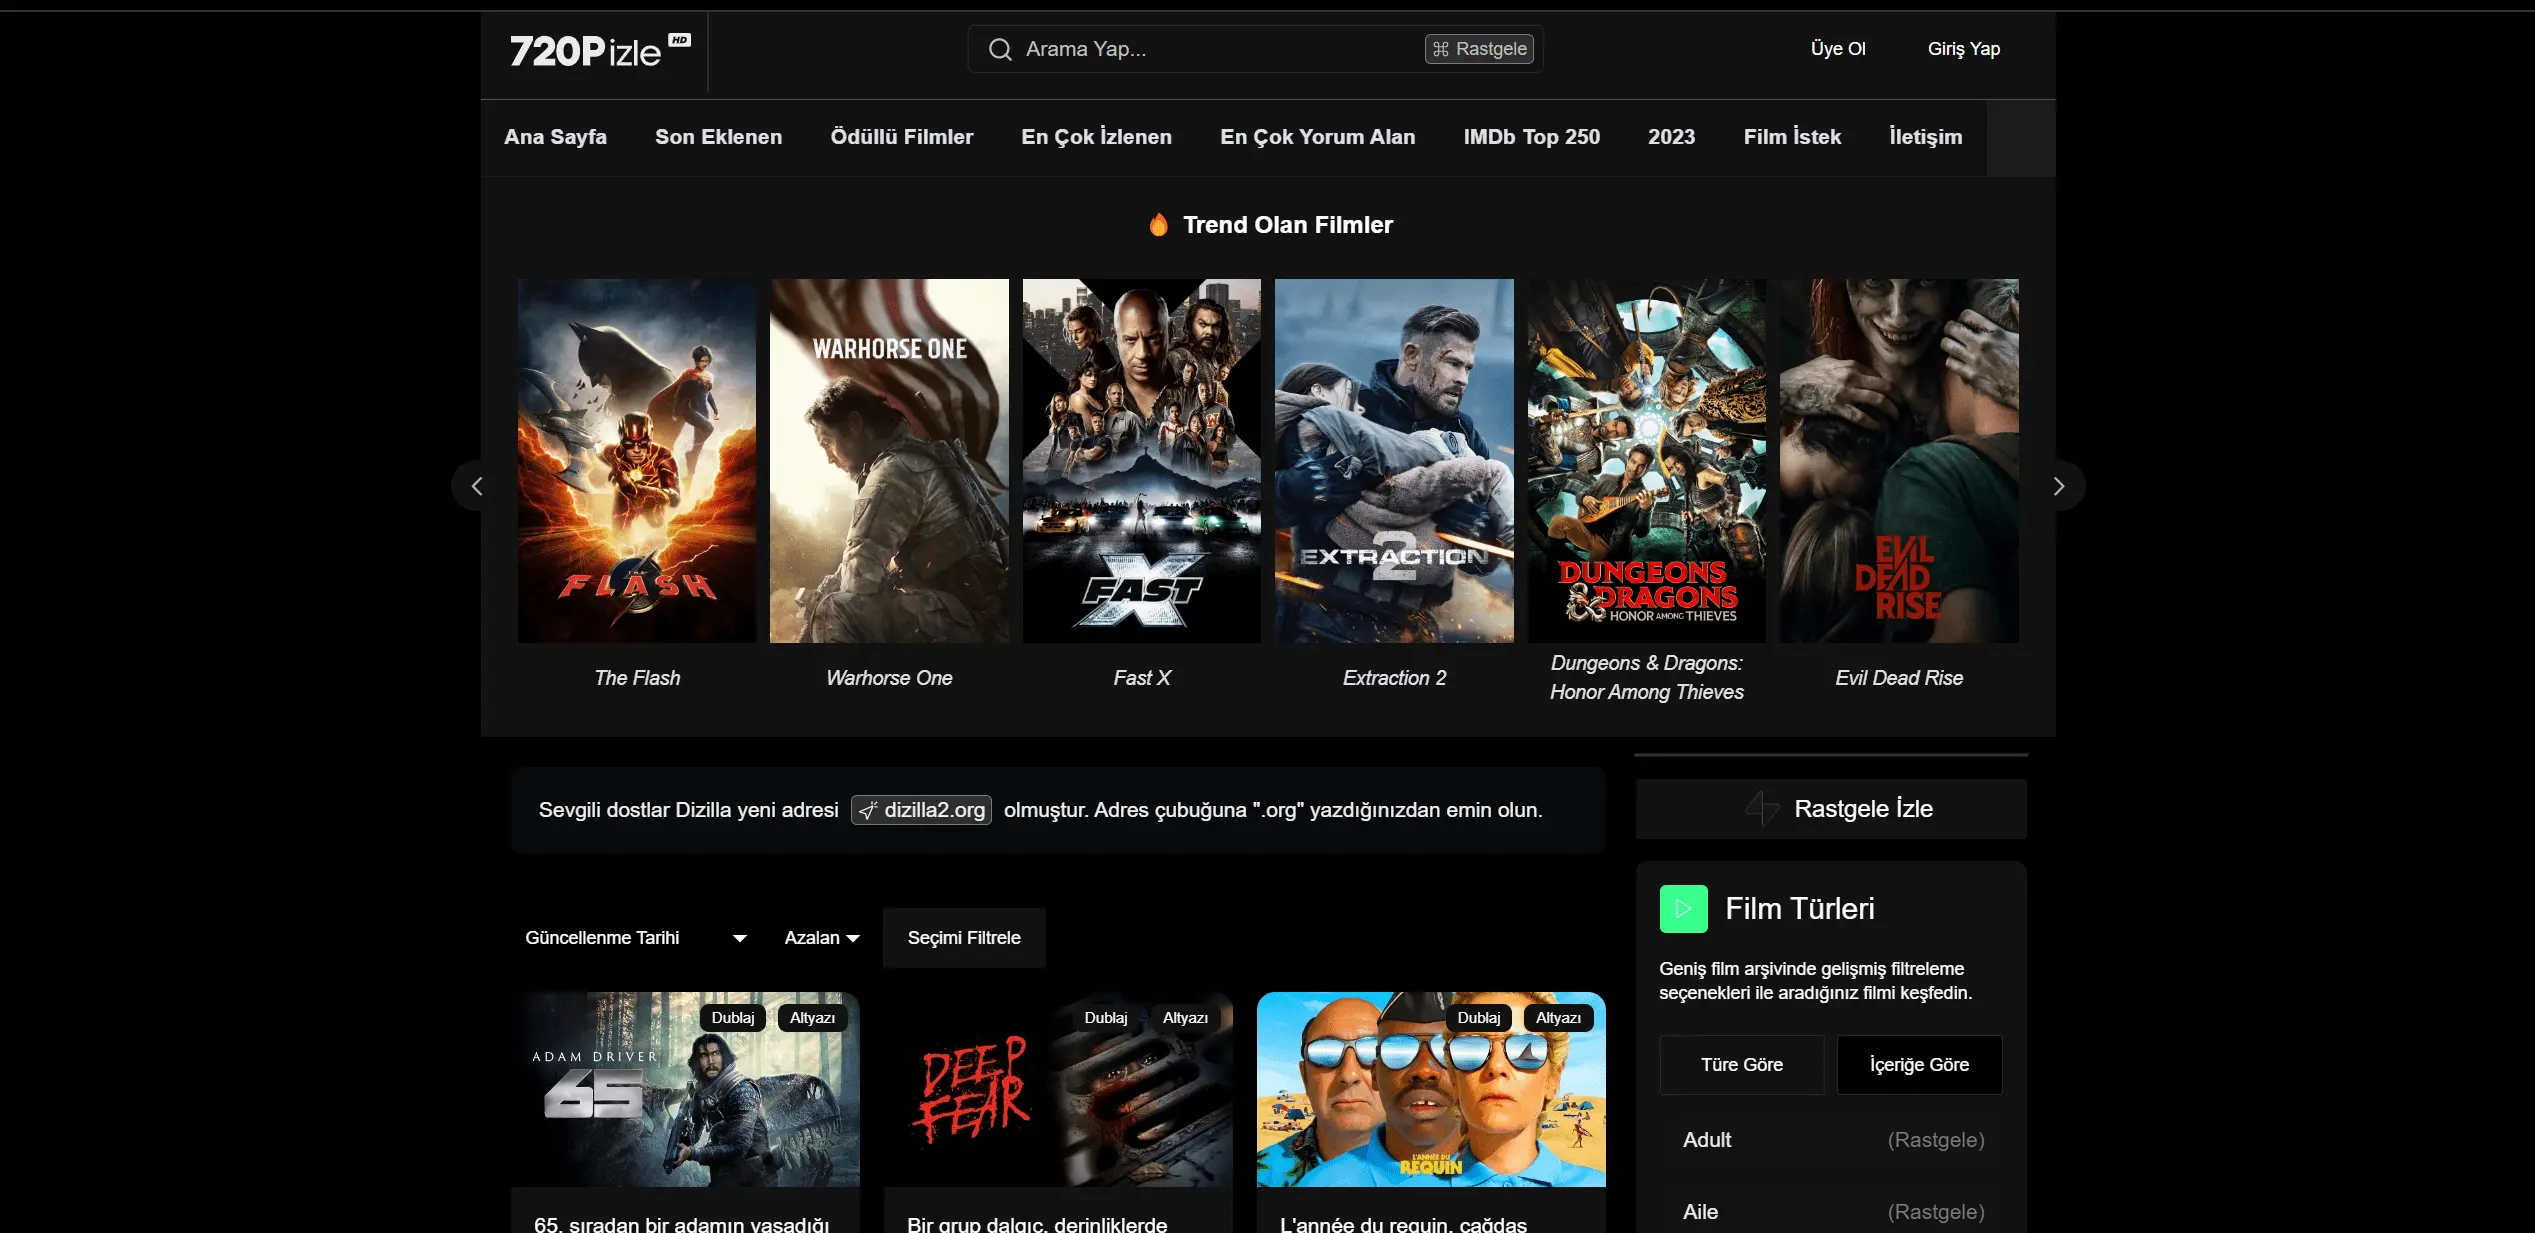 720Pizle HD
Arama Yap...
⌘ Rastgele
Üye Ol
Giriş Yap
Ana Sayfa
Son Eklenen
Ödüllü Filmler
En Çok İzlenen
En Çok Yorum Alan
IMDb Top 250
2023
Film İstek
İletişim
Trend Olan Filmler
THE
FLASH
WARHORSE ONE
FAST X
EXTRACTION 2
DUNGEONS
& DRAGONS
HONOR AMONG THIEVES
EVIL
DEAD
RISE
The Flash
Warhorse One
Fast X
Extraction 2
Dungeons & Dragons:
Honor Among Thieves
Evil Dead Rise
Sevgili dostlar Dizilla yeni adresi dizilla2.org olmuştur. Adres çubuğuna ".org" yazdığınızdan emin olun.
Güncellenme Tarihi
Azalan
Seçimi Filtrele
Dublaj
Altyazı
ADAM DRIVER
65
65, sıradan bir adamın yaşadığı
Dublaj
Altyazı
DEEP
FEAR
Bir grup dalgıç, derinliklerde
Dublaj
Altyazı
L'ANNÉE DU
REQUIN
L'année du requin, çağdaş
Rastgele İzle
Film Türleri
Geniş film arşivinde gelişmiş filtreleme
seçenekleri ile aradığınız filmi keşfedin.
Türe Göre
İçeriğe Göre
Adult
(Rastgele)
Aile
(Rastgele)